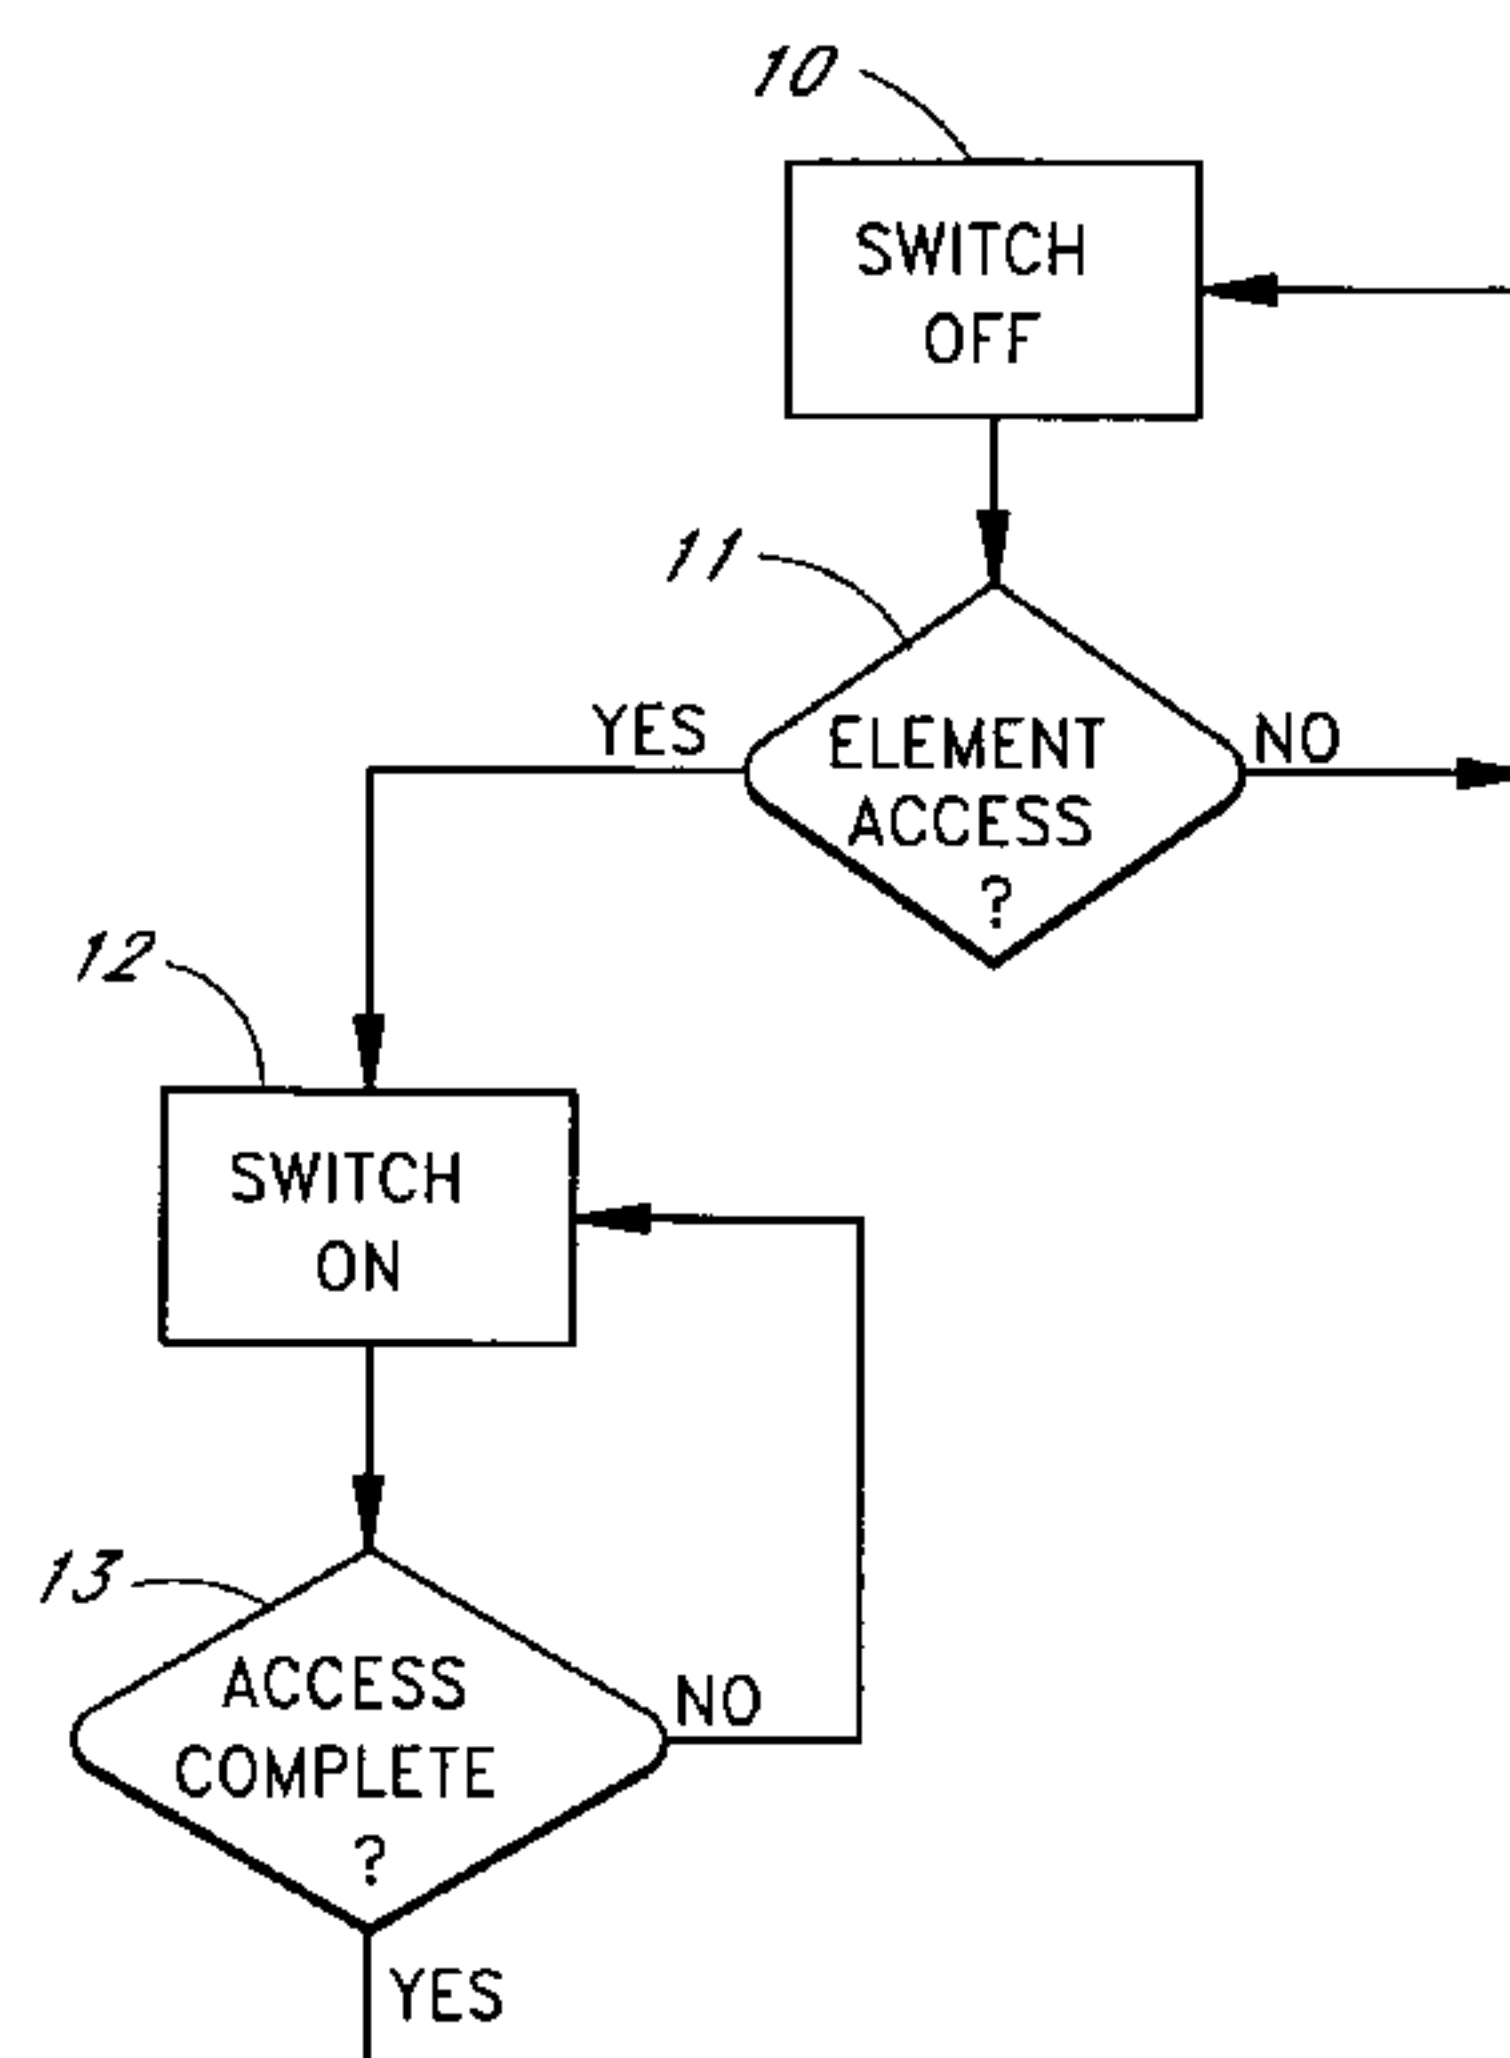 10
SWITCH
OFF
11
YES
ELEMENT
ACCESS
?
NO
12
SWITCH
ON
13
ACCESS
COMPLETE
?
NO
YES